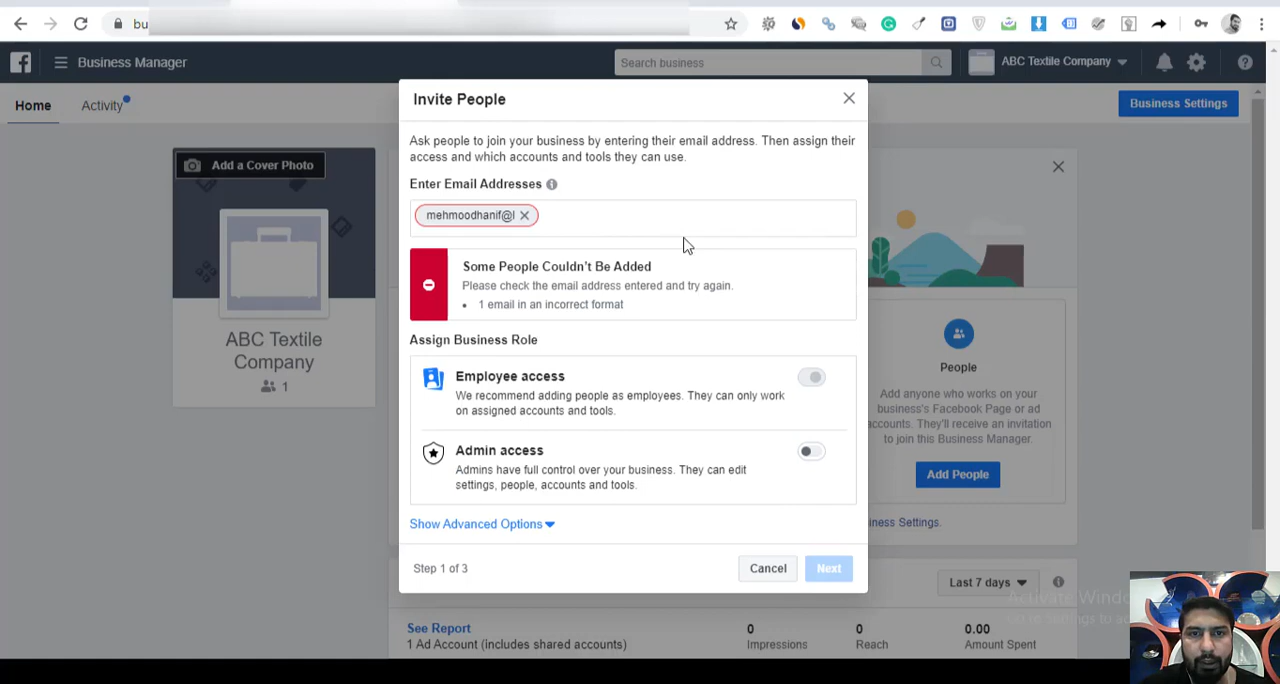 bu
Business Manager
Search business
ABC Textile Company
Home
Activity
Business Settings
Add a Cover Photo
ABC Textile
Company
1
Invite People
Ask people to join your business by entering their email address. Then assign their
access and which accounts and tools they can use.
Enter Email Addresses
mehmoodhanif@l
Some People Couldn't Be Added
Please check the email address entered and try again.
• 1 email in an incorrect format
Assign Business Role
Employee access
We recommend adding people as employees. They can only work
on assigned accounts and tools.
Admin access
Admins have full control over your business. They can edit
settings, people, accounts and tools.
Show Advanced Options
Step 1 of 3
Cancel
Next
People
Add anyone who works on your
business's Facebook Page or ad
accounts. They'll receive an invitation
to join this Business Manager.
Add People
iness Settings.
Last 7 days
See Report
1 Ad Account (includes shared accounts)
0
Impressions
0
Reach
0.00
Amount Spent
Activate Windo